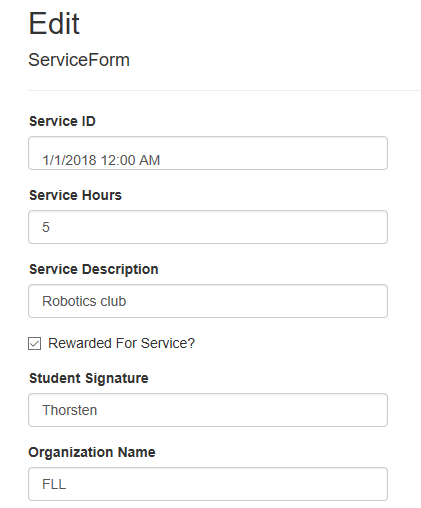 Edit
ServiceForm
Service ID
1/1/2018 12:00 AM
Service Hours
5
Service Description
Robotics club
Rewarded For Service?
Student Signature
Thorsten
Organization Name
FLL